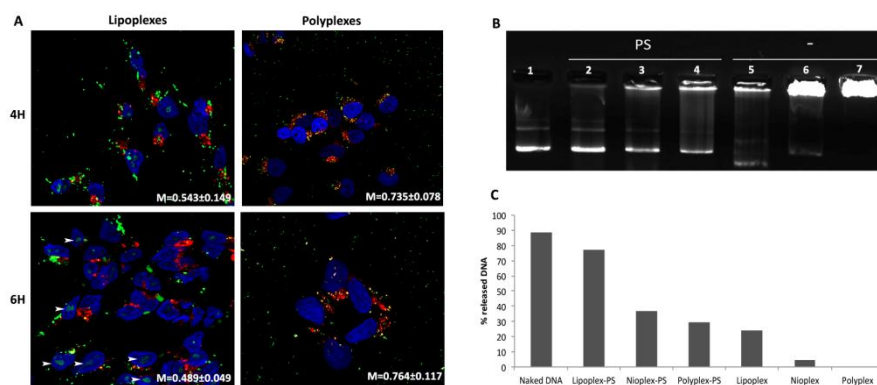 A
Lipoplexes
Polyplexes
4H
M=0.543±0.149
M=0.735±0.078
6H
M=0.489±0.049
M=0.764±0.117
B
PS
-
1 2 3 4 5 6 7
C
% released DNA
100
90
80
70
60
50
40
30
20
10
0
Naked DNA Lipoplex-PS Nioplex-PS Polyplex-PS Lipoplex Nioplex Polyplex